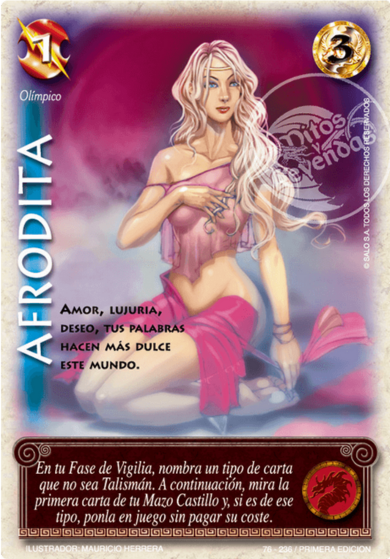 1
3
Olímpico
Mitos
y
Leyendas
© SALO S.A. TODOS LOS DERECHOS RESERVADOS
AFRODITA
AMOR, LUJURIA,
DESEO, TUS PALABRAS
HACEN MÁS DULCE
ESTE MUNDO.
En tu Fase de Vigilia, nombra un tipo de carta
que no sea Talismán. A continuación, mira la
primera carta de tu Mazo Castillo y, si es de ese
tipo, ponla en juego sin pagar su coste.
ILUSTRADOR: MAURICIO HERRERA
76 - 236 / PRIMERA EDICION